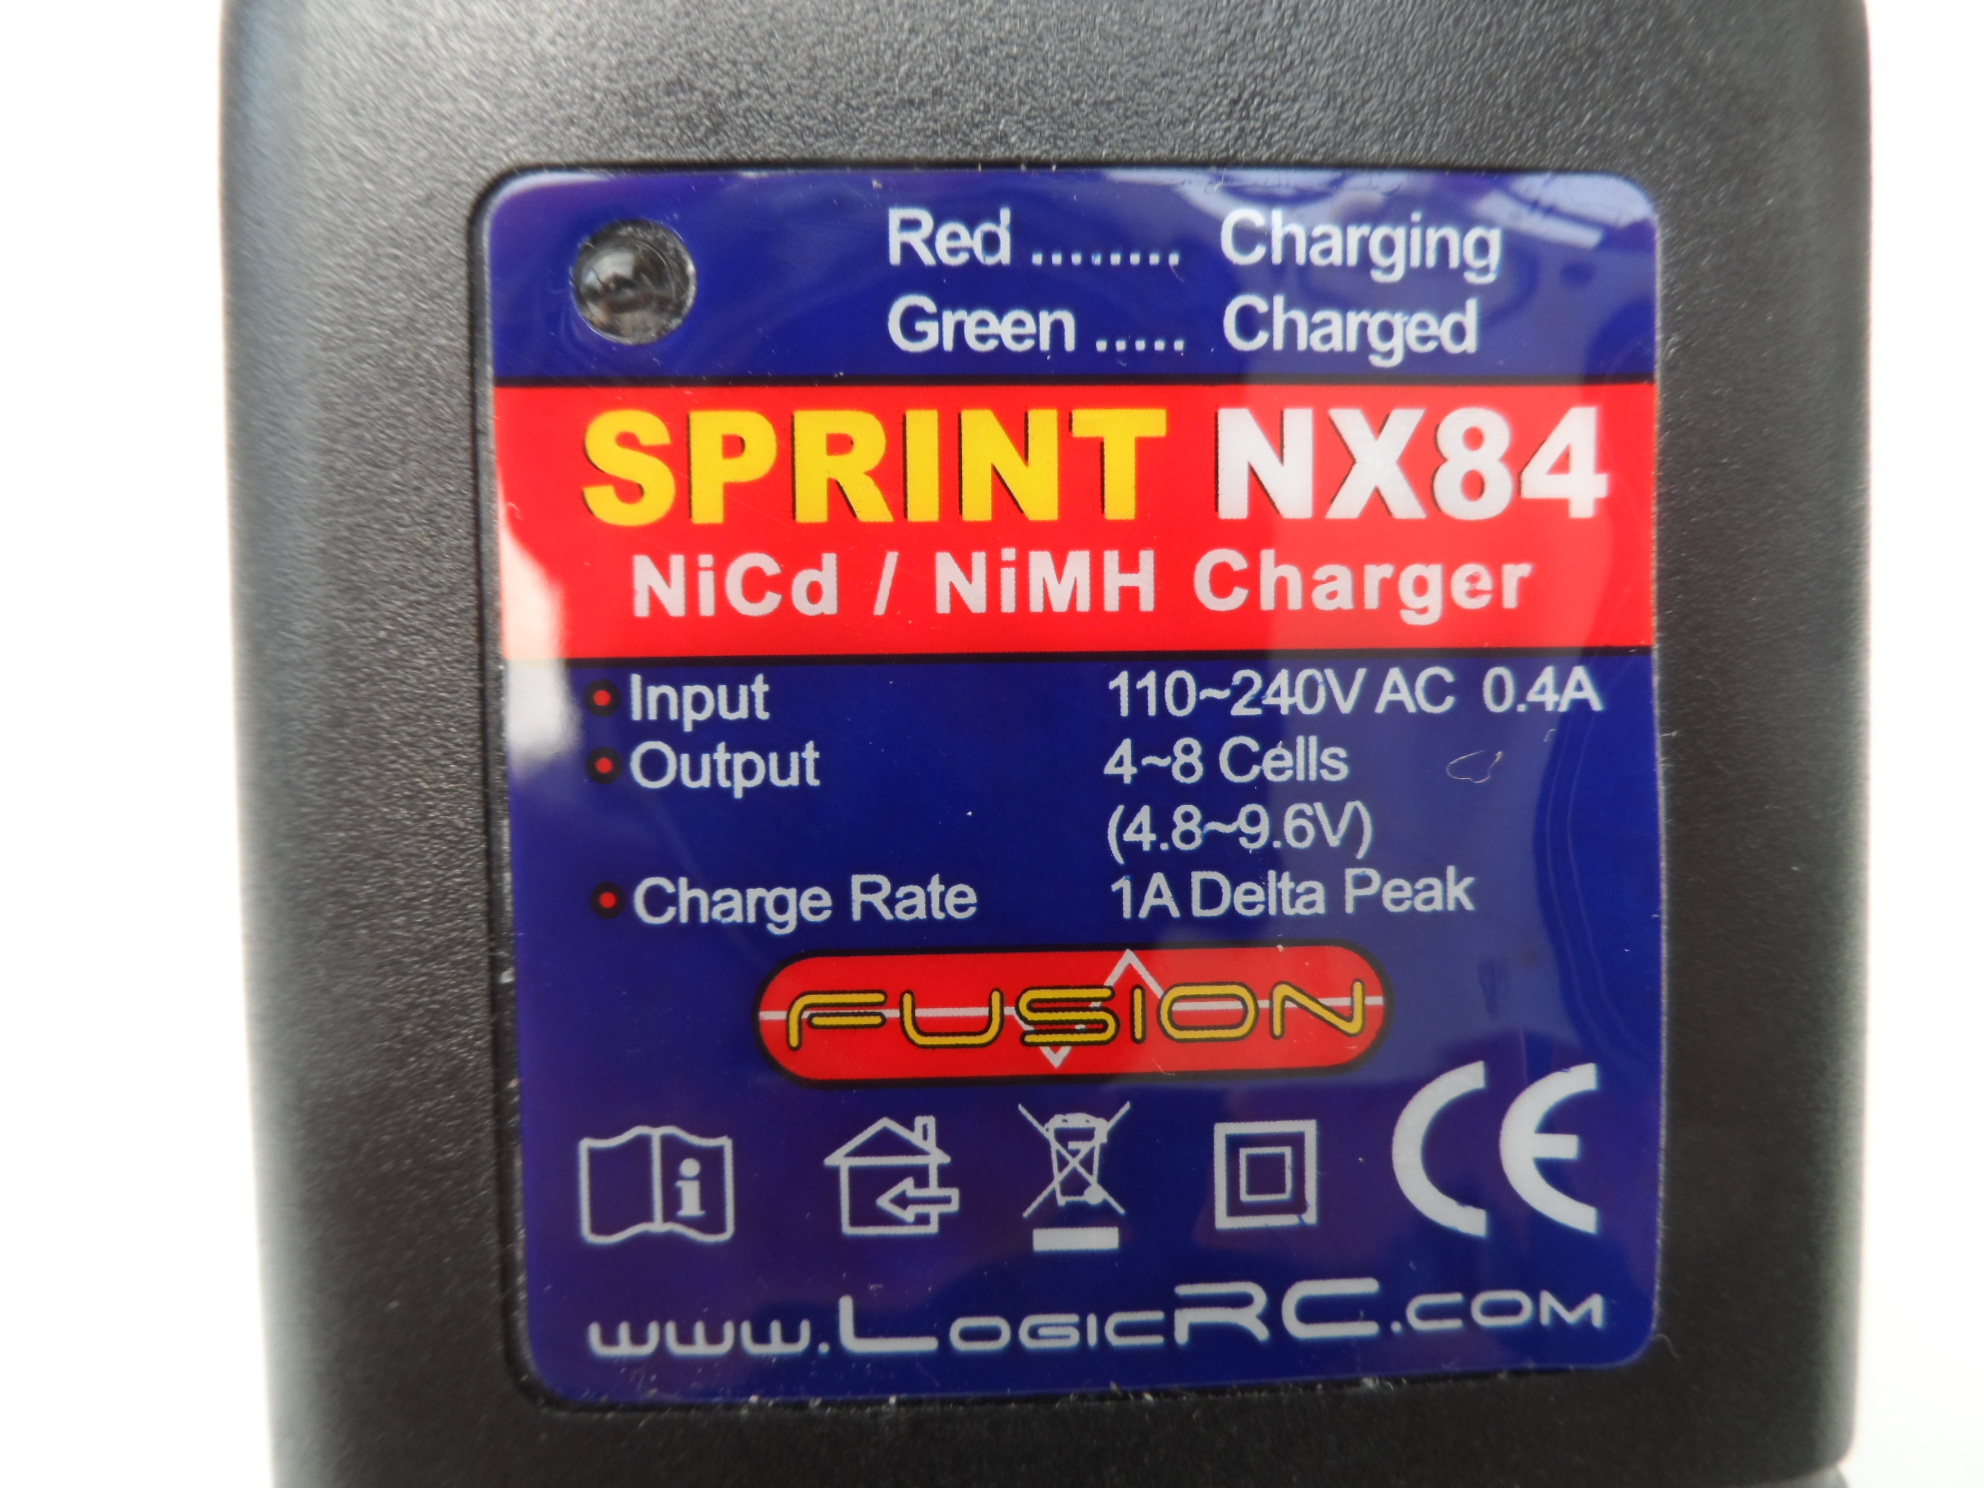 Red ........ Charging
Green ..... Charged
SPRINT NX84
NiCd / NiMH Charger
Input 110~240V AC 0.4A
Output 4~8 Cells
(4.8~9.6V)
Charge Rate 1A Delta Peak
FUSION
i
CE
www.LogicRC.com